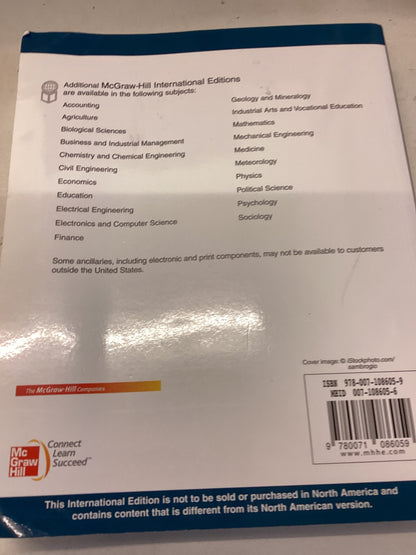 Additional McGraw-Hill International Editions
are available in the following subjects:
Accounting
Agriculture
Biological Sciences
Business and Industrial Management
Chemistry and Chemical Engineering
Civil Engineering
Economics
Education
Electrical Engineering
Electronics and Computer Science
Finance
Geology and Mineralogy
Industrial Arts and Vocational Education
Mathematics
Mechanical Engineering
Medicine
Meteorology
Physics
Political Science
Psychology
Sociology
Some ancillaries, including electronic and print components, may not be available to customers
outside the United States.
Cover image: © iStockphoto.com/
sambrogio
ISBN 978-007-108605-9
MHID 007-108605-6
9 780071 086059
www.mhhe.com
The McGraw-Hill Companies
Mc
Graw
Hill
Connect
Learn
Succeed™
This International Edition is not to be sold or purchased in North America and
contains content that is different from its North American version.